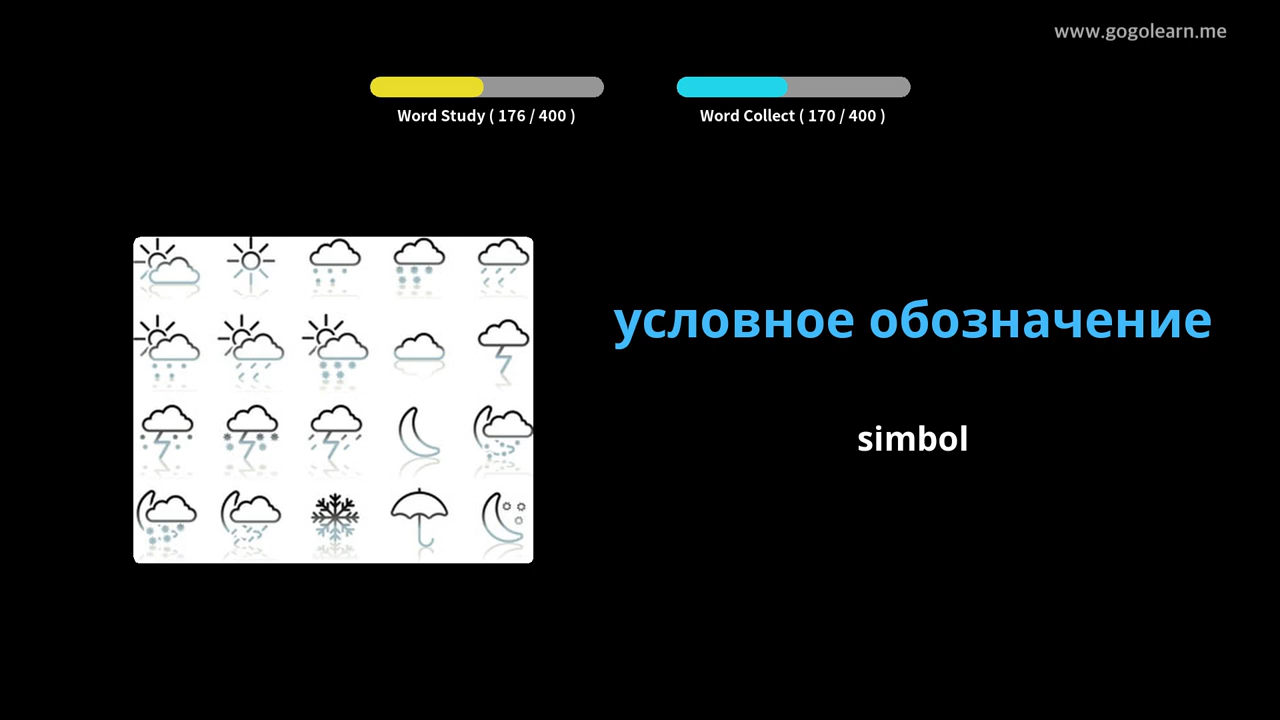 www.gogolearn.me
Word Study ( 176 / 400 )
Word Collect ( 170 / 400 )
условное обозначение
simbol